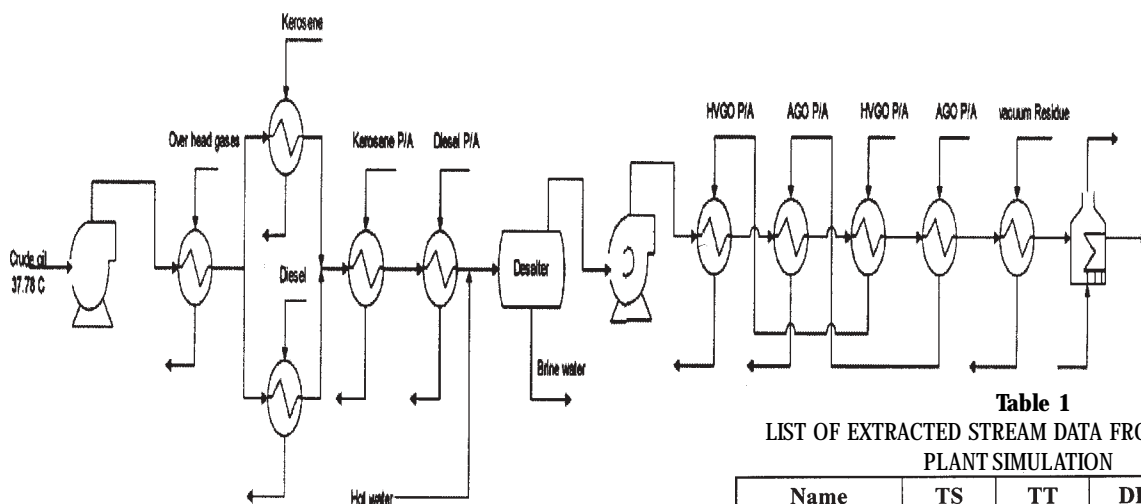 Kerosene
Over head gases
Kerosene P/A
Diesel P/A
HVGO P/A
AGO P/A
HVGO P/A
AGO P/A
vacuum Residue
Crude oil
37.78 C
Diesel
Desalter
Brine water
Hot water
Table 1
LIST OF EXTRACTED STREAM DATA FRO
PLANT SIMULATION
Name TS TT